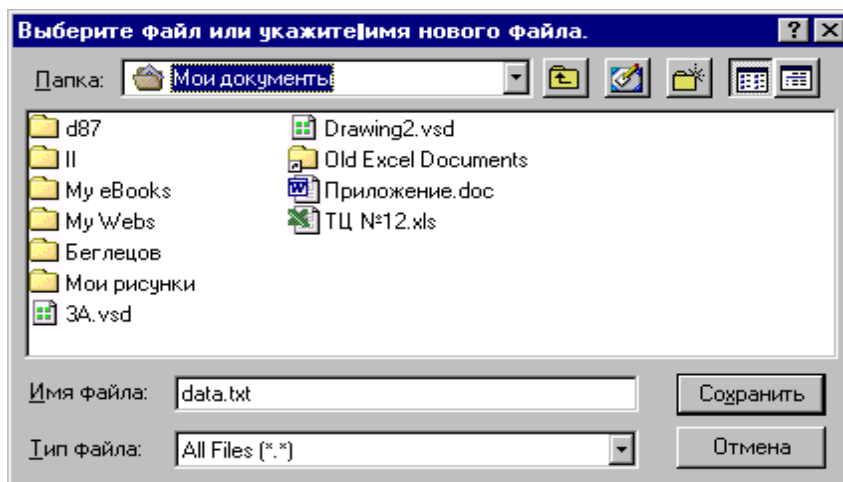 Выберите файл или укажите|имя нового файла.
Папка: Мои документы
d87
II
My eBooks
My Webs
Беглецов
Мои рисунки
3A.vsd
Drawing2.vsd
Old Excel Documents
Приложение.doc
ТЦ №12.xls
Имя файла: data.txt Сохранить
Тип файла: All Files (*.*) Отмена